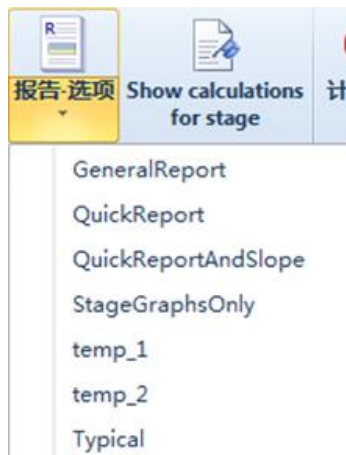 R
报告-选项
Show calculations
for stage
计
GeneralReport
QuickReport
QuickReportAndSlope
StageGraphsOnly
temp_1
temp_2
Typical